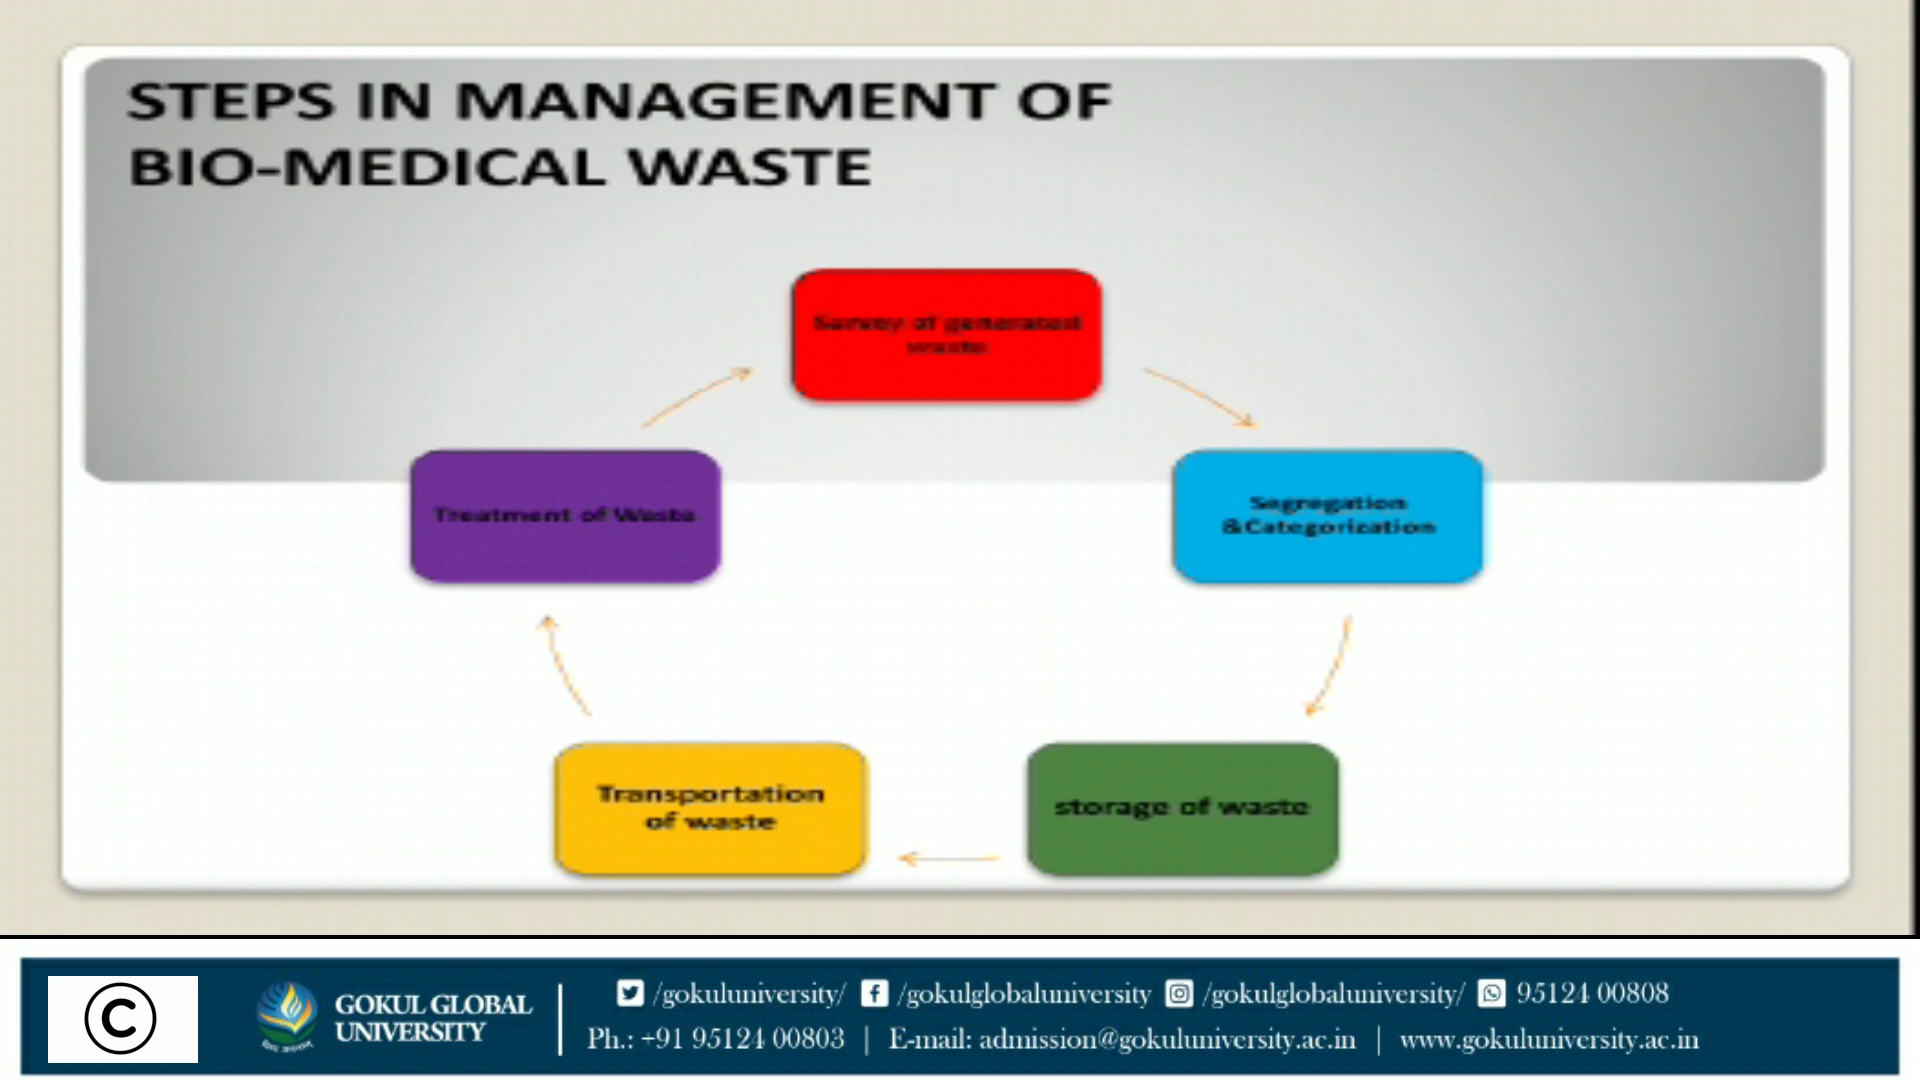 STEPS IN MANAGEMENT OF
BIO-MEDICAL WASTE
Survey of generated
waste
Segregation
&Categorization
storage of waste
Transportation
of waste
Treatment of Waste
©
GOKUL GLOBAL
UNIVERSITY
/gokuluniversity/ /gokulglobaluniversity /gokulglobaluniversity/ 95124 00808
Ph.: +91 95124 00803 | E-mail: admission@gokuluniversity.ac.in | www.gokuluniversity.ac.in